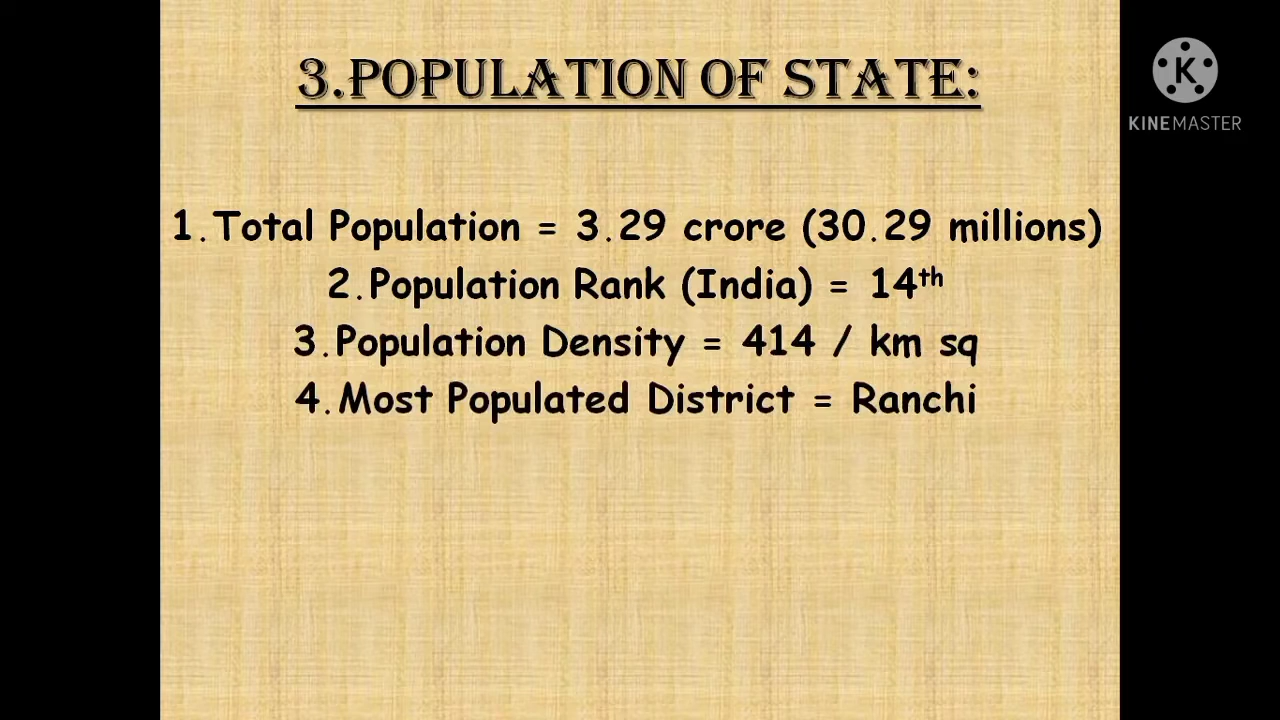 3.POPULATION OF STATE:
KINEMASTER
1.Total Population = 3.29 crore (30.29 millions)
2.Population Rank (India) = 14th
3.Population Density = 414 / km sq
4.Most Populated District = Ranchi